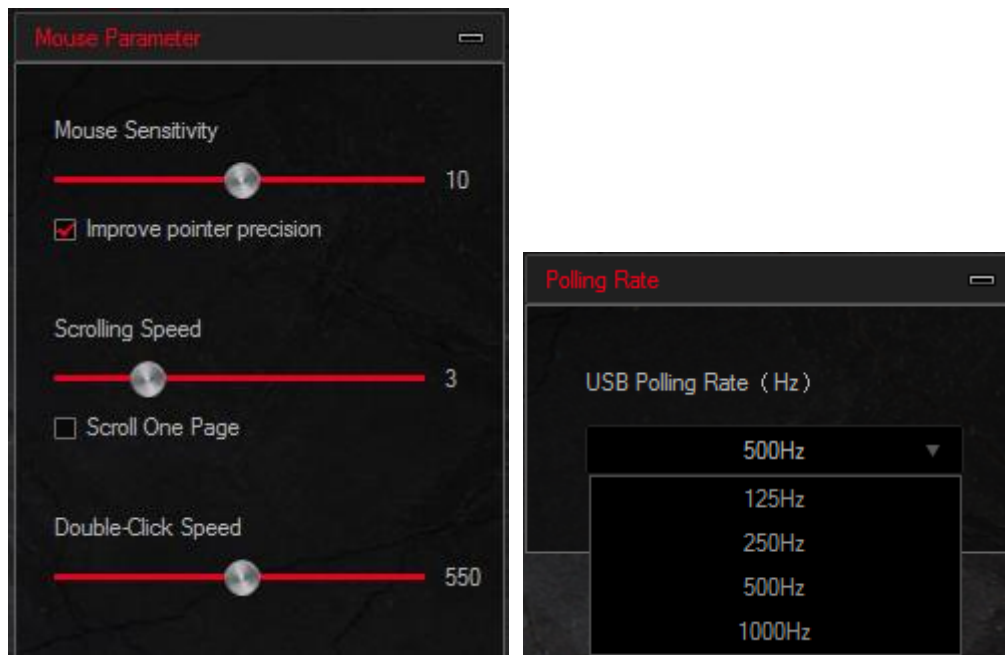 Mouse Parameter
Mouse Sensitivity
10
Improve pointer precision
Scrolling Speed
3
Scroll One Page
Double-Click Speed
550
Polling Rate
USB Polling Rate（Hz）
500Hz
125Hz
250Hz
500Hz
1000Hz